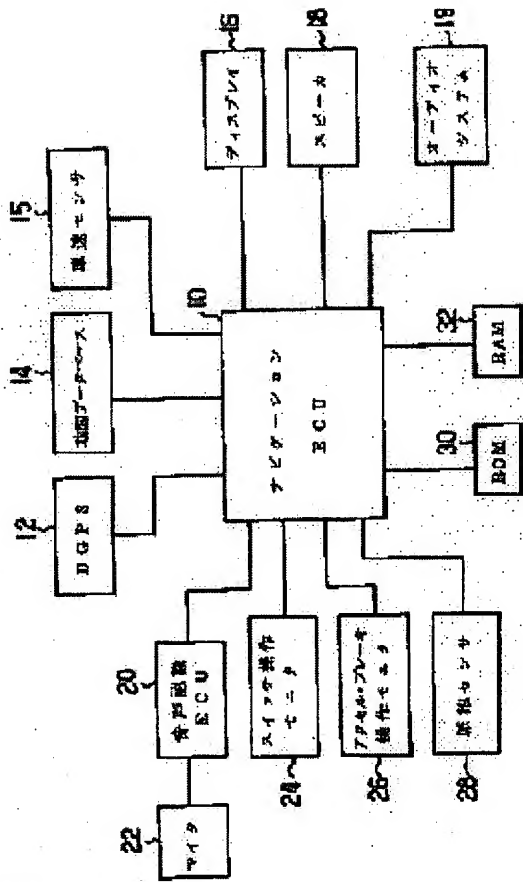 12
DGPS
14
地図データベース
15
車速センサ
10
ナビゲーション
ECU
16
ディスプレイ
18
スピーカ
19
オーディオ
システム
20
音声認識
ECU
22
マイク
24
スイッチ操作
モニタ
26
アクセル・ブレーキ
操作モニタ
28
脈拍センサ
30
ROM
32
RAM